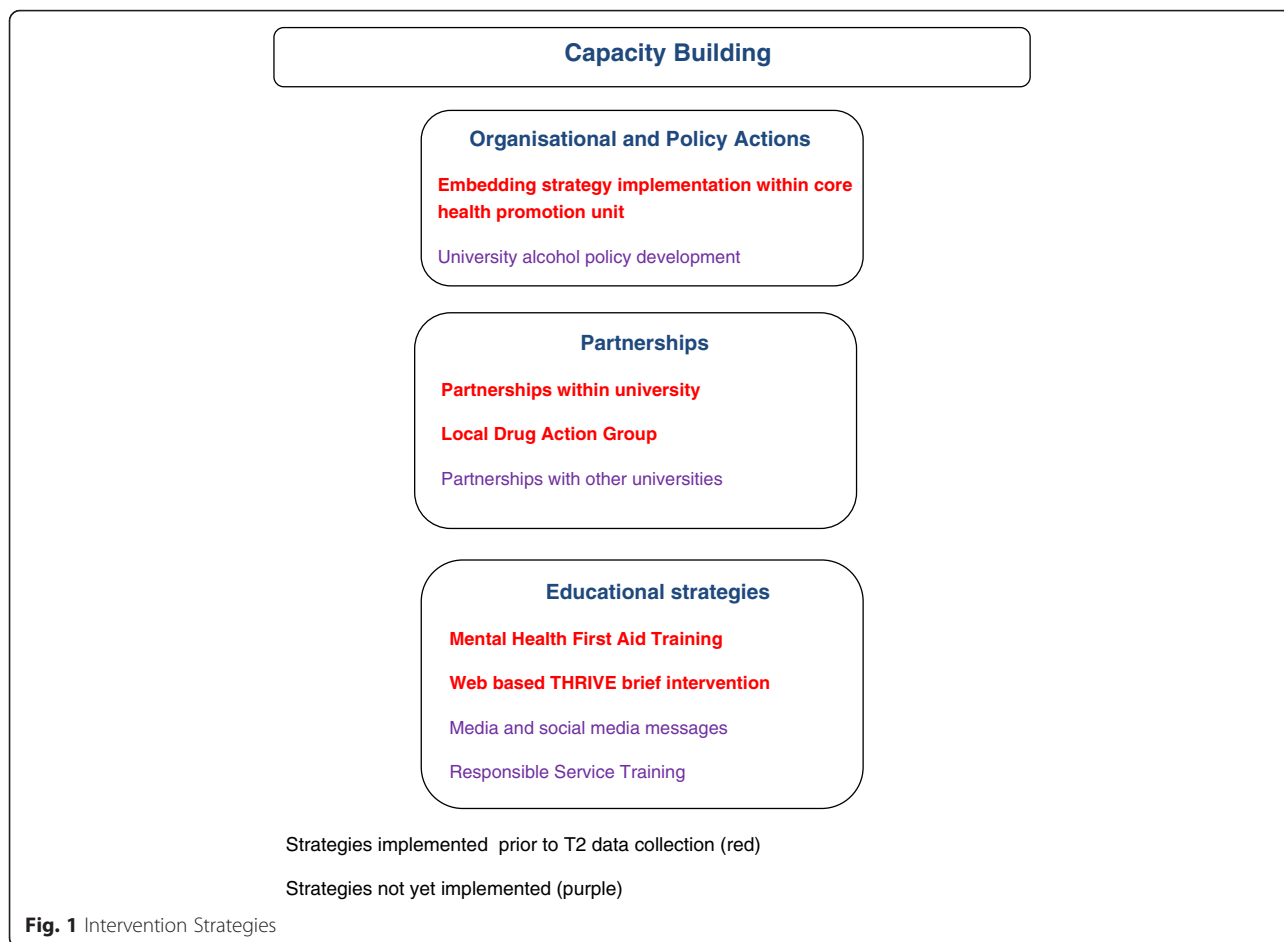 Capacity Building
Organisational and Policy Actions
Embedding strategy implementation within core
health promotion unit
University alcohol policy development
Partnerships
Partnerships within university
Local Drug Action Group
Partnerships with other universities
Educational strategies
Mental Health First Aid Training
Web based THRIVE brief intervention
Media and social media messages
Responsible Service Training
Strategies implemented prior to T2 data collection (red)
Strategies not yet implemented (purple)
Fig. 1 Intervention Strategies